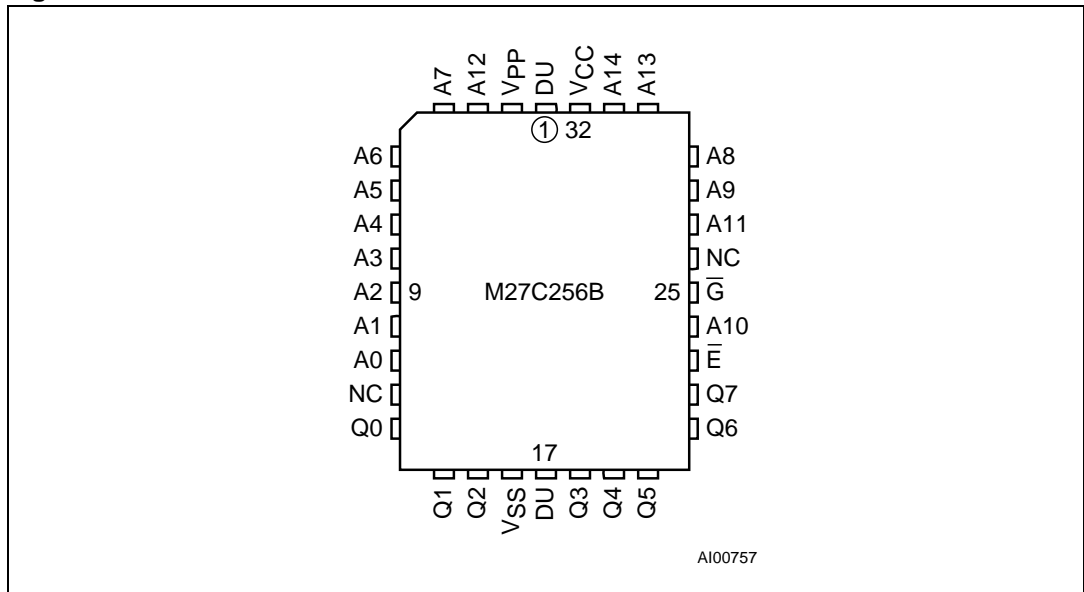 A7 A12 VPP DU VCC A14 A13
1 32
A6 A8
A5 A9
A4 A11
A3 NC
A2 9 M27C256B 25 G̅
A1 A10
A0 E̅
NC Q7
Q0 Q6
17
Q1 Q2 VSS DU Q3 Q4 Q5
AI00757